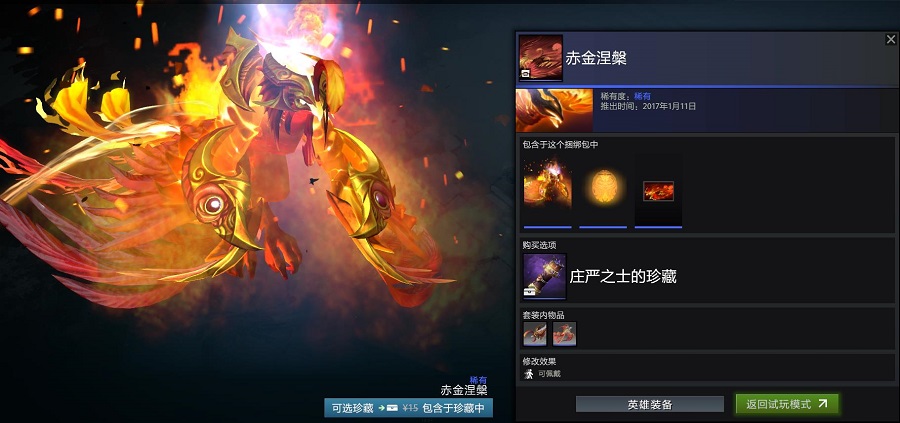 赤金涅槃
稀有度：稀有
推出时间：2017年1月11日
包含于这个捆绑包中
购买选项
庄严之士的珍藏
套装内物品
修改效果
可佩戴
稀有
赤金涅槃
可选珍藏 ¥15 包含于珍藏中
英雄装备
返回试玩模式